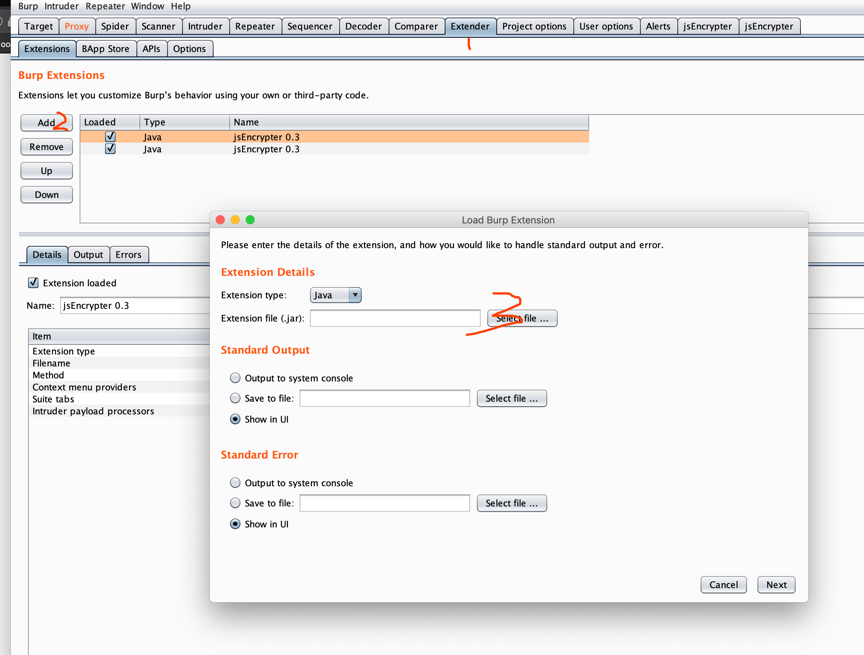 Burp Intruder Repeater Window Help
Target Proxy Spider Scanner Intruder Repeater Sequencer Decoder Comparer Extender Project options User options Alerts jsEncrypter jsEncrypter
1
Extensions BApp Store APIs Options
Burp Extensions
Extensions let you customize Burp's behavior using your own or third-party code.
Add 2 Loaded Type Name
Java jsEncrypter 0.3
Remove Java jsEncrypter 0.3
Up
Down
Load Burp Extension
Please enter the details of the extension, and how you would like to handle standard output and error.
Details Output Errors
Extension Details
Extension loaded
Extension type: Java
Name: jsEncrypter 0.3
Extension file (.jar): Select file ... 3
Item
Standard Output
Extension type
Filename
Method
Output to system console
Context menu providers
Suite tabs
Save to file: Select file ...
Intruder payload processors
Show in UI
Standard Error
Output to system console
Save to file: Select file ...
Show in UI
Cancel Next